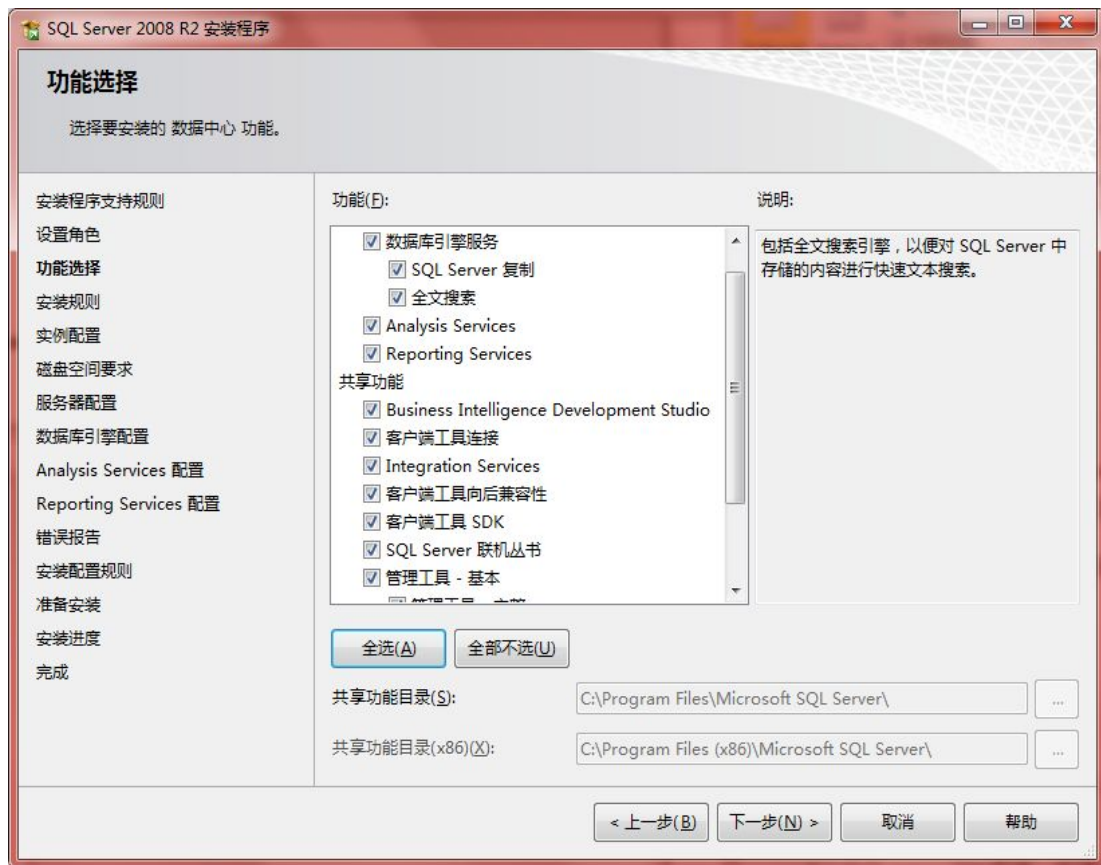 SQL Server 2008 R2 安装程序
功能选择
选择要安装的 数据中心 功能。
安装程序支持规则
设置角色
功能选择
安装规则
实例配置
磁盘空间要求
服务器配置
数据库引擎配置
Analysis Services 配置
Reporting Services 配置
错误报告
安装配置规则
准备安装
安装进度
完成
功能(F):
数据库引擎服务
SQL Server 复制
全文搜索
Analysis Services
Reporting Services
共享功能
Business Intelligence Development Studio
客户端工具连接
Integration Services
客户端工具向后兼容性
客户端工具 SDK
SQL Server 联机丛书
管理工具 - 基本
说明:
包括全文搜索引擎，以便对 SQL Server 中
存储的内容进行快速文本搜索。
全选(A)
全部不选(U)
共享功能目录(S):
C:\Program Files\Microsoft SQL Server\
...
共享功能目录(x86)(X):
C:\Program Files (x86)\Microsoft SQL Server\
...
< 上一步(B)
下一步(N) >
取消
帮助